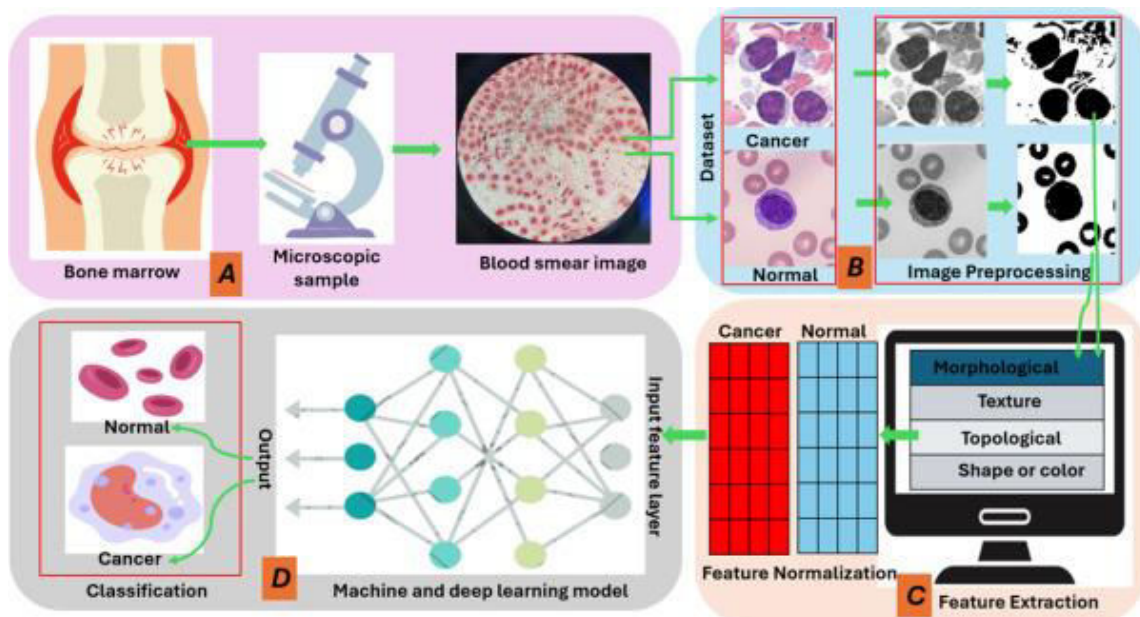 Bone marrow
A
Microscopic
sample
Blood smear image
Dataset
Cancer
Normal
B
Image Preprocessing
Cancer
Normal
Morphological
Texture
Topological
Shape or color
Feature Normalization
C
Feature Extraction
Input feature layer
Output
Normal
Cancer
Classification
D
Machine and deep learning model